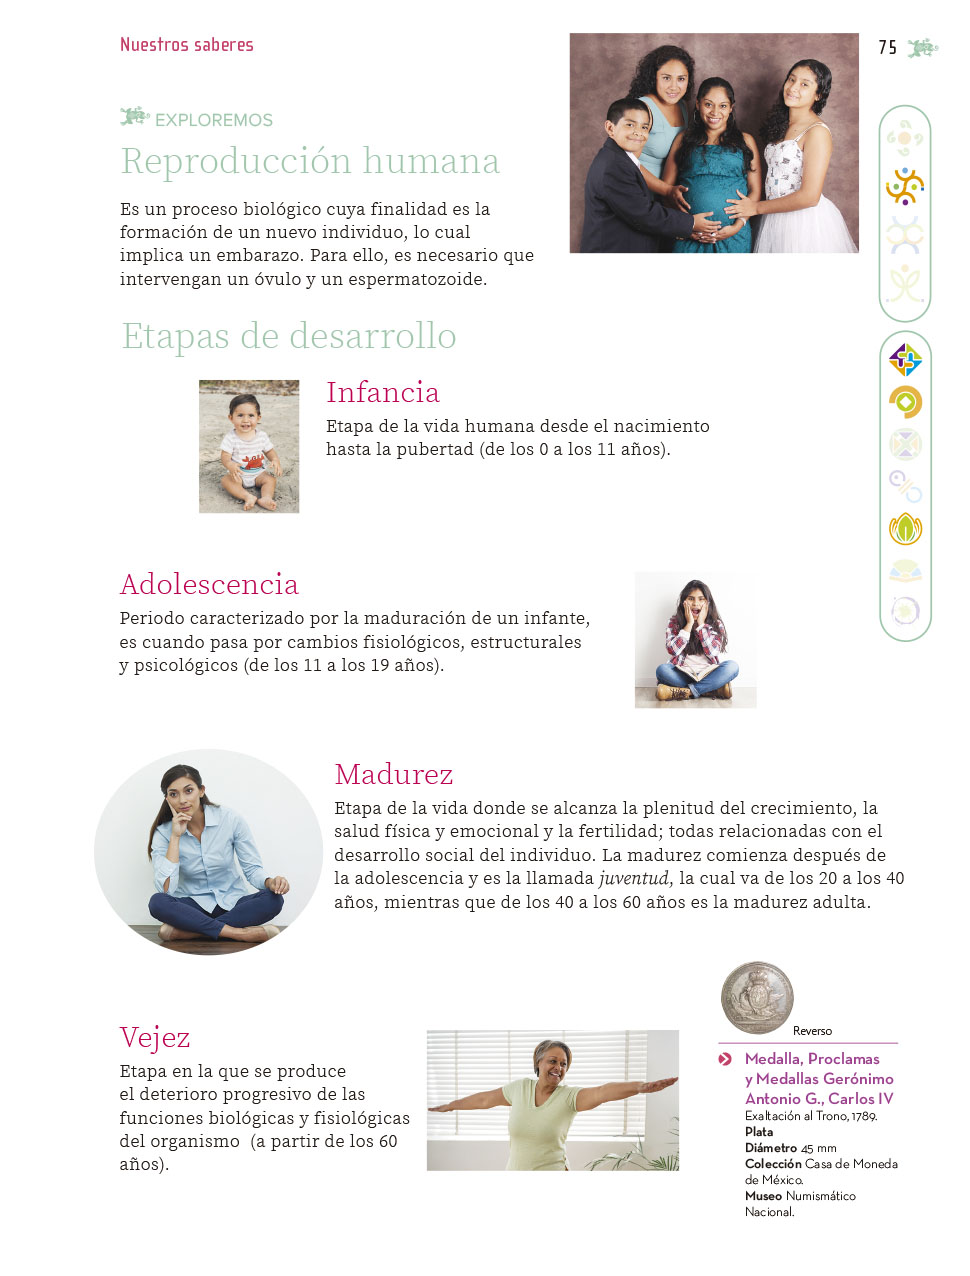 Nuestros saberes
75
EXPLOREMOS
Reproducción humana
Es un proceso biológico cuya finalidad es la
formación de un nuevo individuo, lo cual
implica un embarazo. Para ello, es necesario que
intervengan un óvulo y un espermatozoide.
Etapas de desarrollo
Infancia
Etapa de la vida humana desde el nacimiento
hasta la pubertad (de los 0 a los 11 años).
Adolescencia
Periodo caracterizado por la maduración de un infante,
es cuando pasa por cambios fisiológicos, estructurales
y psicológicos (de los 11 a los 19 años).
Madurez
Etapa de la vida donde se alcanza la plenitud del crecimiento, la
salud física y emocional y la fertilidad; todas relacionadas con el
desarrollo social del individuo. La madurez comienza después de
la adolescencia y es la llamada juventud, la cual va de los 20 a los 40
años, mientras que de los 40 a los 60 años es la madurez adulta.
Vejez
Etapa en la que se produce
el deterioro progresivo de las
funciones biológicas y fisiológicas
del organismo (a partir de los 60
años).
Reverso
Medalla, Proclamas
y Medallas Gerónimo
Antonio G., Carlos IV
Exaltación al Trono, 1789.
Plata
Diámetro 45 mm
Colección Casa de Moneda
de México.
Museo Numismático
Nacional.